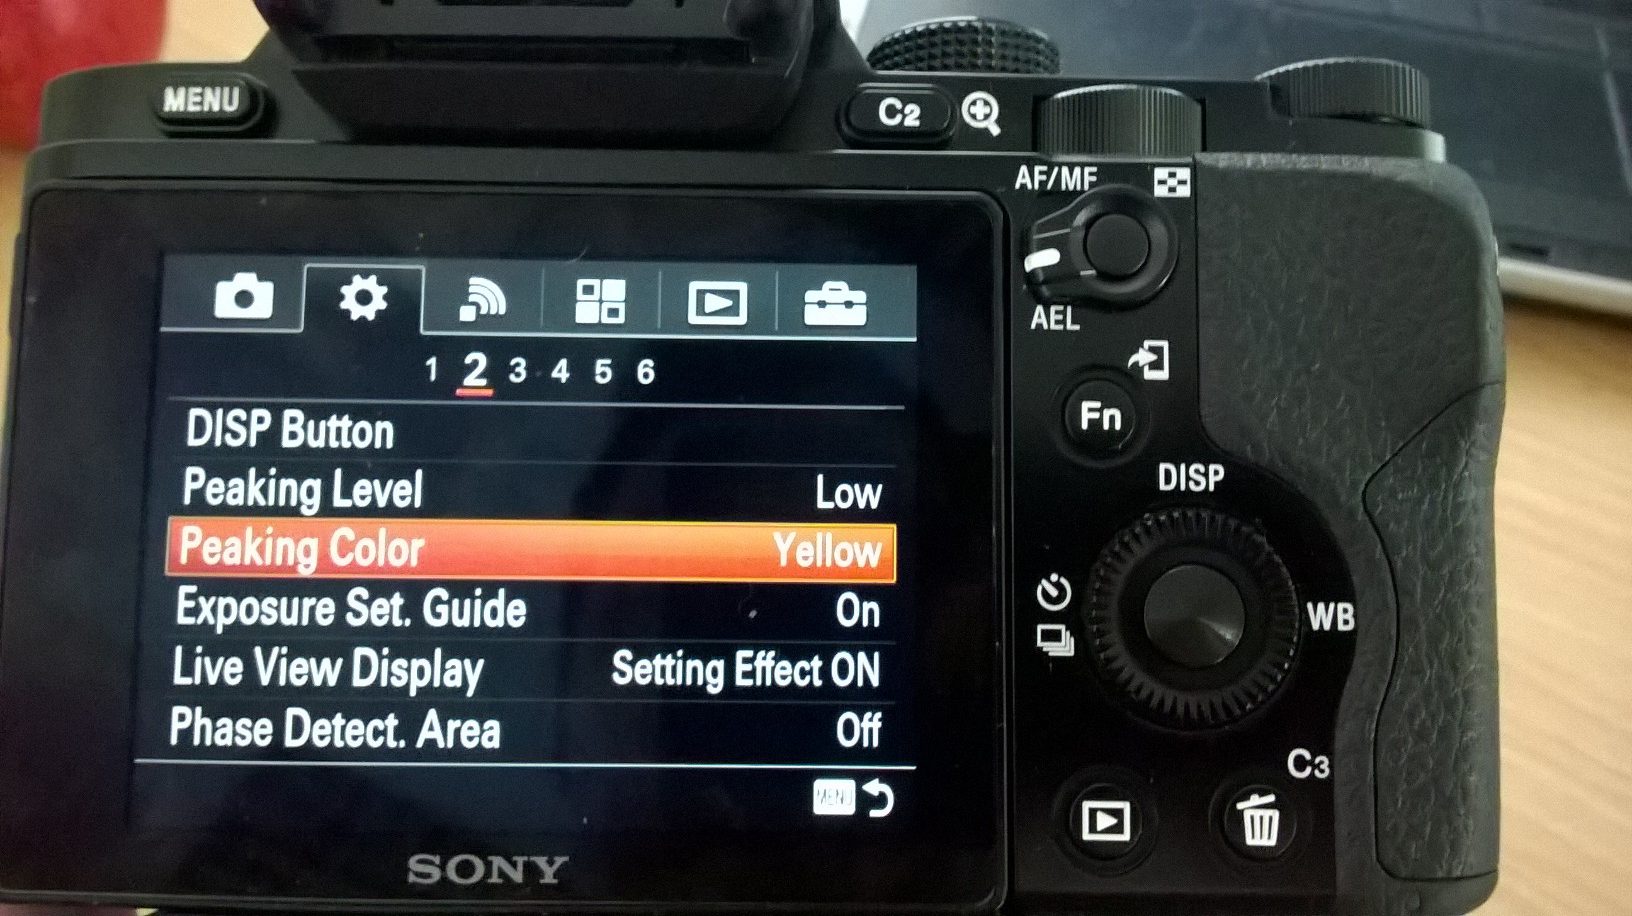 MENU
C2
AF/MF
AEL
1 2 3 4 5 6
DISP Button
Peaking Level Low
Peaking Color Yellow
Exposure Set. Guide On
Live View Display Setting Effect ON
Phase Detect. Area Off
MENU
SONY
Fn
DISP
WB
C3